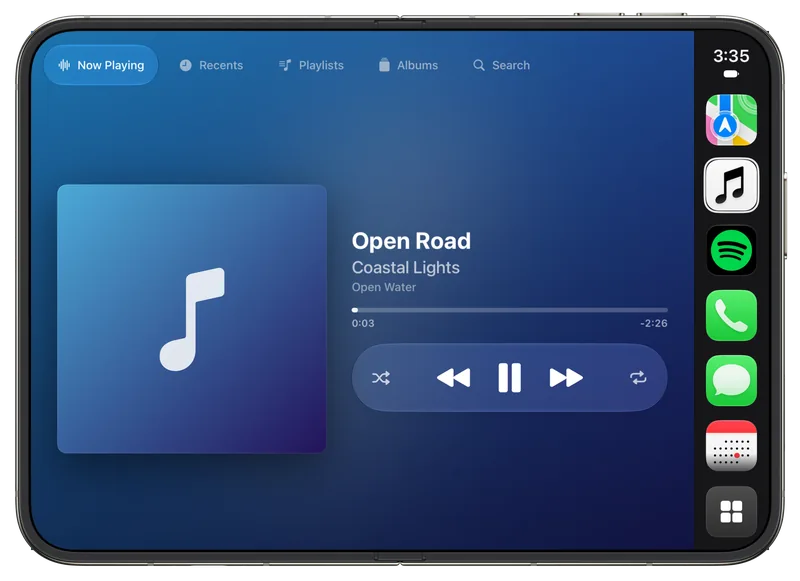 Now Playing
Recents
Playlists
Albums
Search
3:35
Open Road
Coastal Lights
Open Water
0:03
-2:26